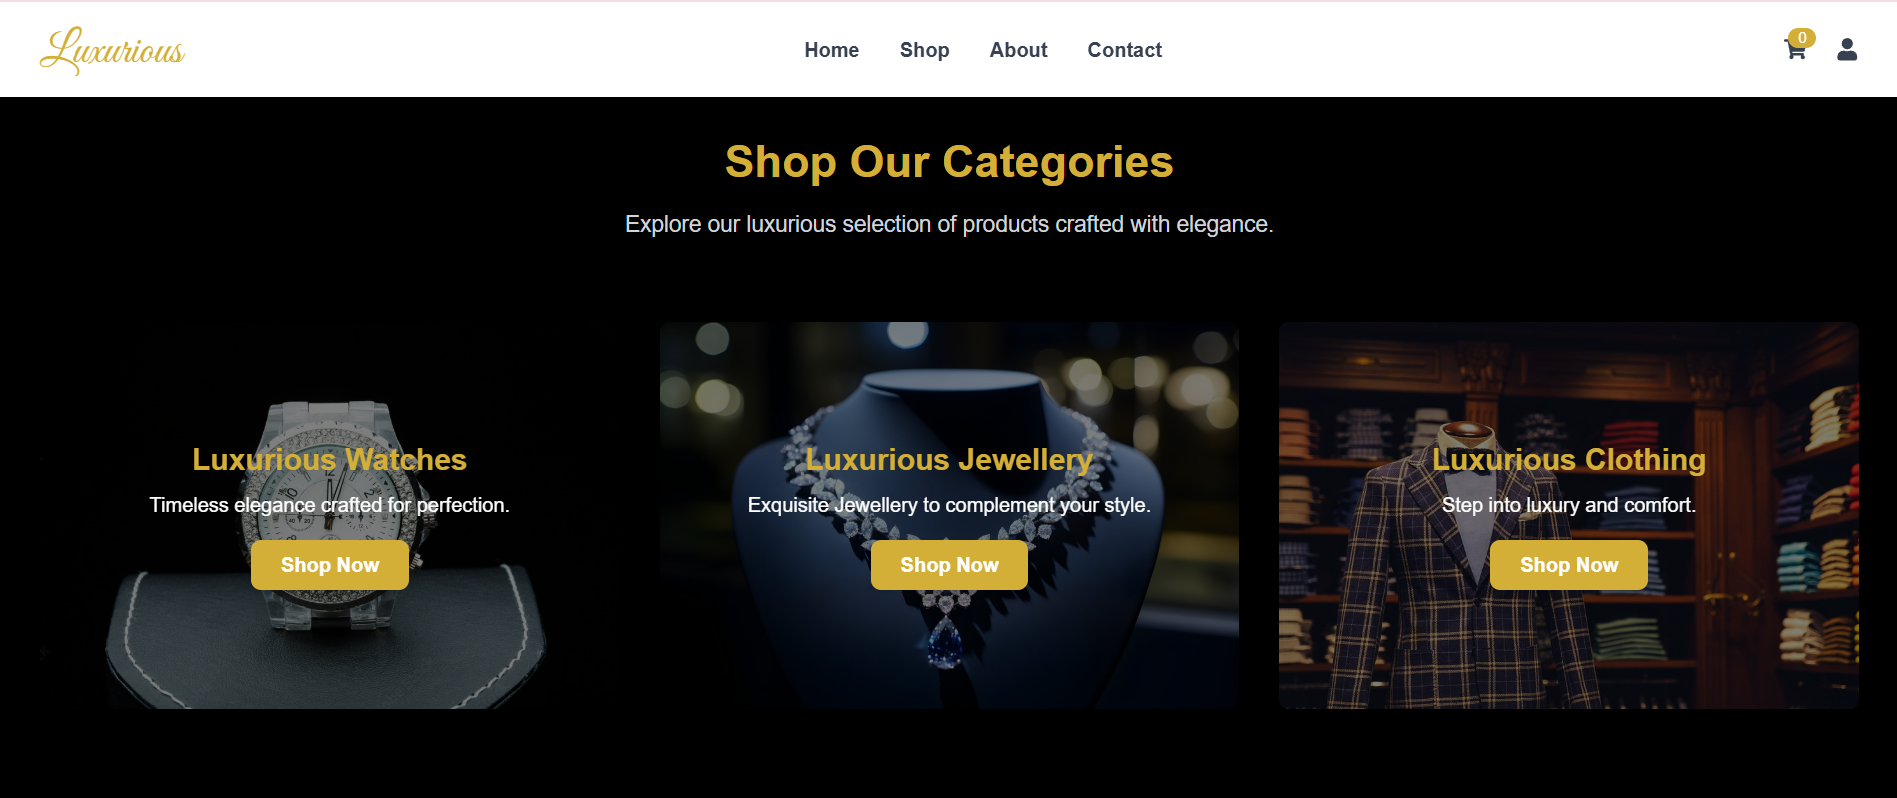 Luxurious
Home Shop About Contact
0
Shop Our Categories
Explore our luxurious selection of products crafted with elegance.
Luxurious Watches
Timeless elegance crafted for perfection.
Shop Now
Luxurious Jewellery
Exquisite Jewellery to complement your style.
Shop Now
Luxurious Clothing
Step into luxury and comfort.
Shop Now